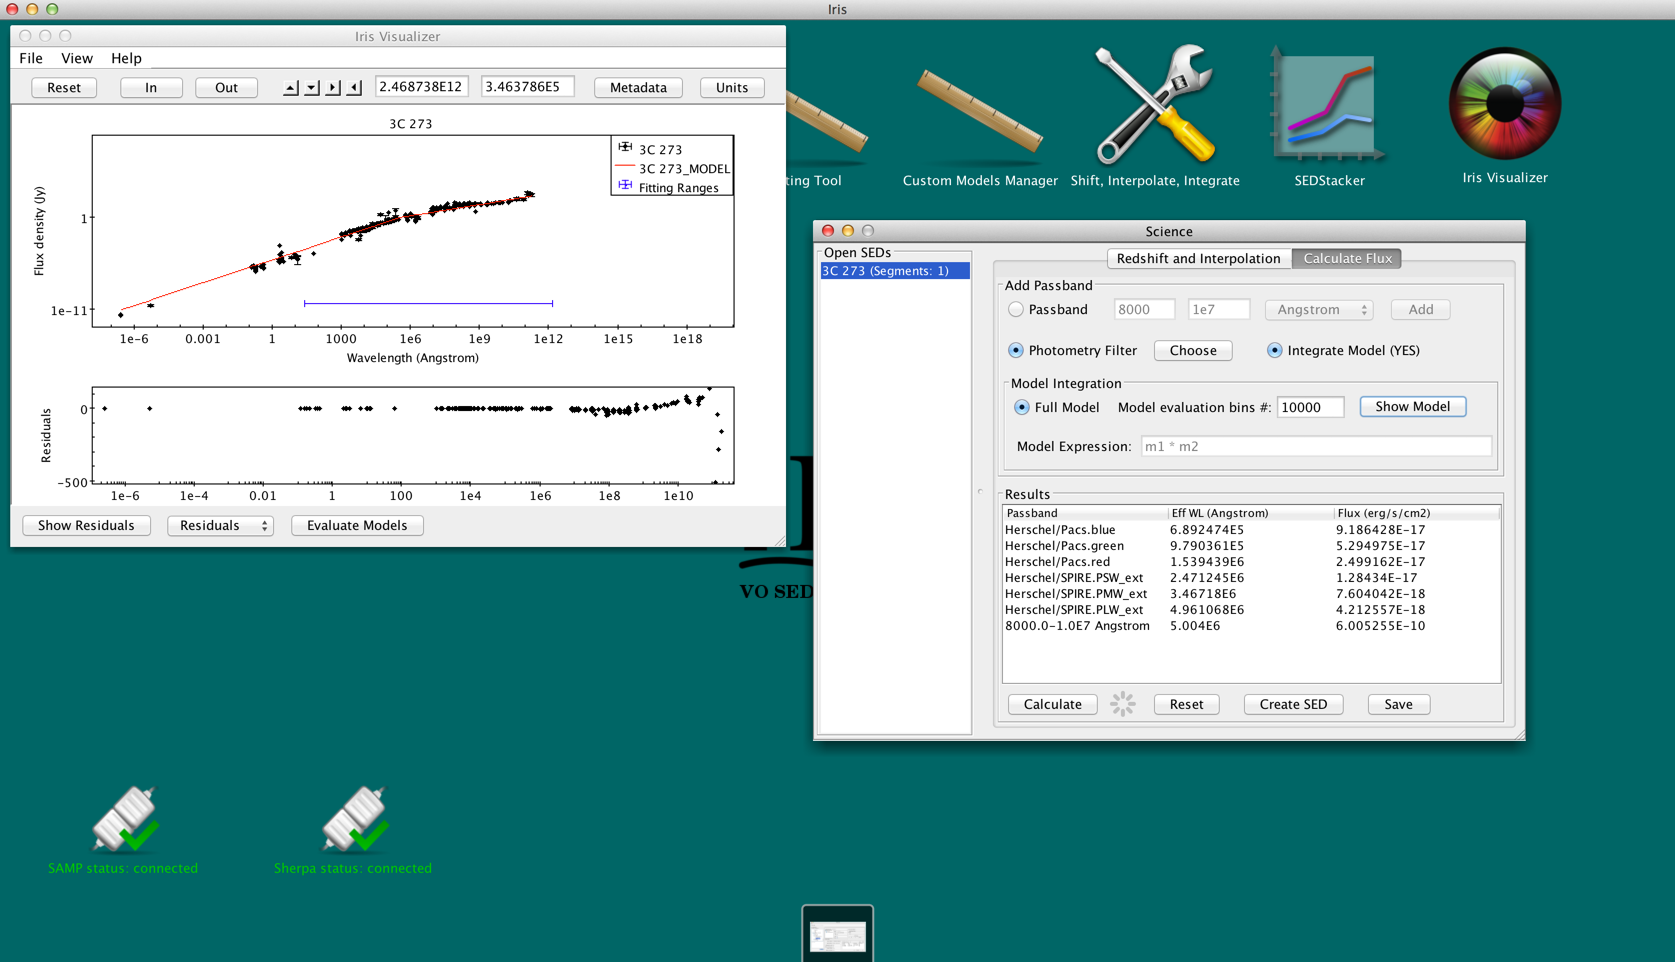 Iris
Iris Visualizer
File View Help
Reset In Out 2.468738E12 3.463786E5 Metadata Units
3C 273
3C 273
3C 273_MODEL
Fitting Ranges
Flux density (Jy)
1
1e-11
1e-6 0.001 1 1000 1e6 1e9 1e12 1e15 1e18
Wavelength (Angstrom)
Residuals
0
-500
1e-6 1e-4 0.01 1 100 1e4 1e6 1e8 1e10
Show Residuals Residuals Evaluate Models
ting Tool
Custom Models Manager
Shift, Interpolate, Integrate
SEDStacker
Iris Visualizer
VO SED
Science
Open SEDs
3C 273 (Segments: 1)
Redshift and Interpolation Calculate Flux
Add Passband
Passband 8000 1e7 Angstrom Add
Photometry Filter Choose Integrate Model (YES)
Model Integration
Full Model Model evaluation bins #: 10000 Show Model
Model Expression: m1 * m2
Results
Passband Eff WL (Angstrom) Flux (erg/s/cm2)
Herschel/Pacs.blue 6.892474E5 9.186428E-17
Herschel/Pacs.green 9.790361E5 5.294975E-17
Herschel/Pacs.red 1.539439E6 2.499162E-17
Herschel/SPIRE.PSW_ext 2.471245E6 1.28434E-17
Herschel/SPIRE.PMW_ext 3.46718E6 7.604042E-18
Herschel/SPIRE.PLW_ext 4.961068E6 4.212557E-18
8000.0-1.0E7 Angstrom 5.004E6 6.005255E-10
Calculate Reset Create SED Save
SAMP status: connected
Sherpa status: connected